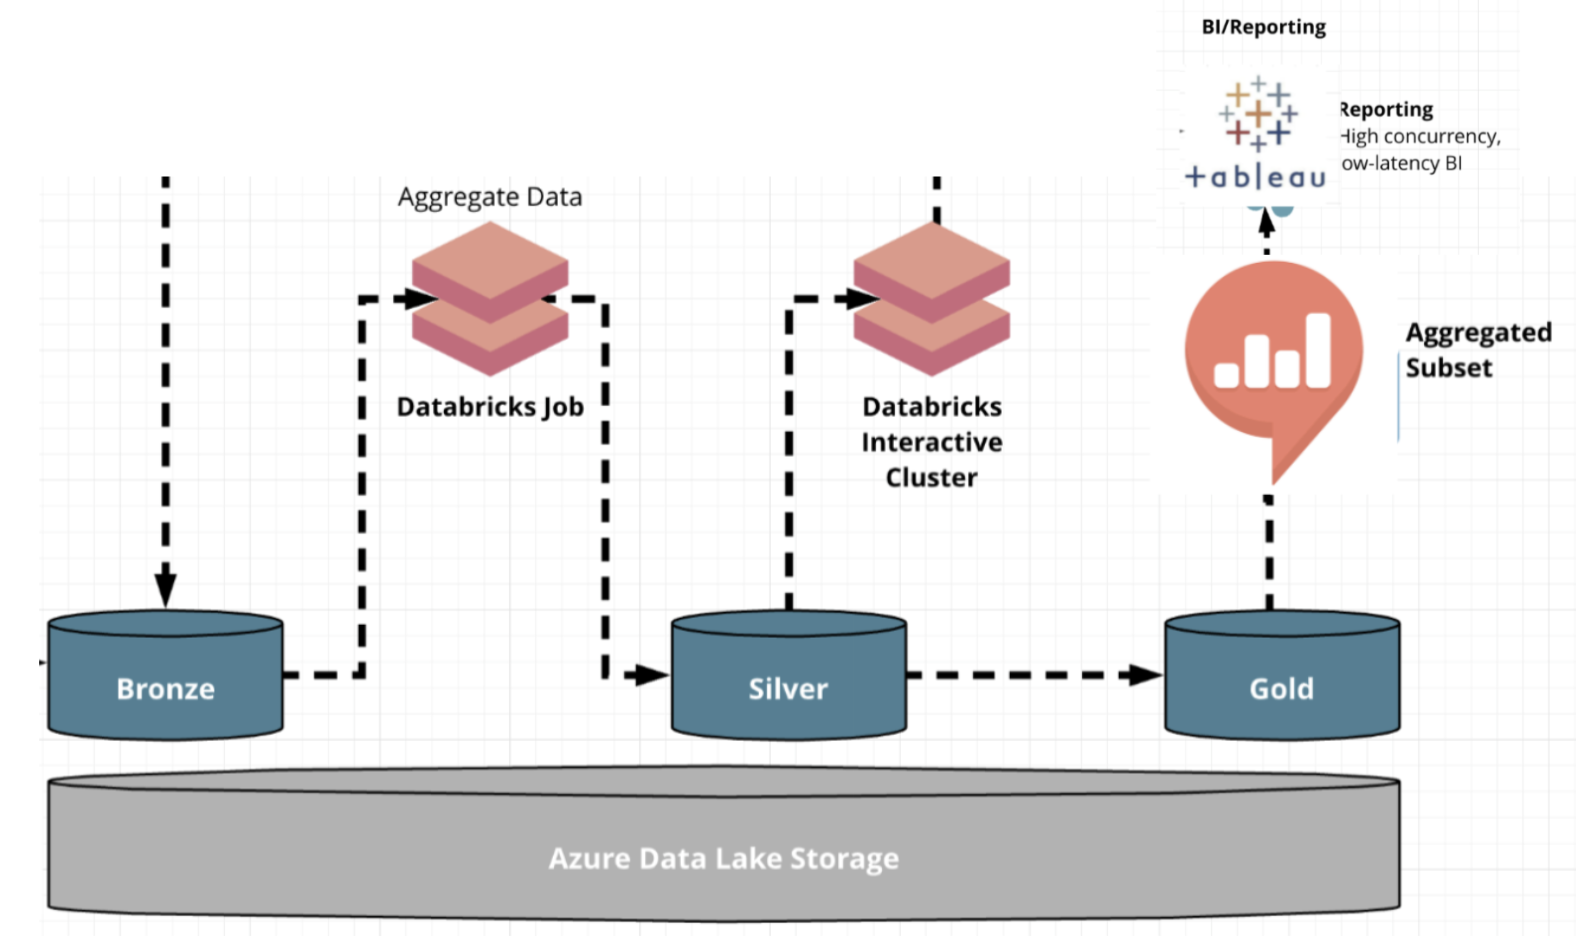 BI/Reporting
+ableau
Reporting
High concurrency,
low-latency BI
Aggregate Data
Databricks Job
Databricks
Interactive
Cluster
Aggregated
Subset
Bronze
Silver
Gold
Azure Data Lake Storage